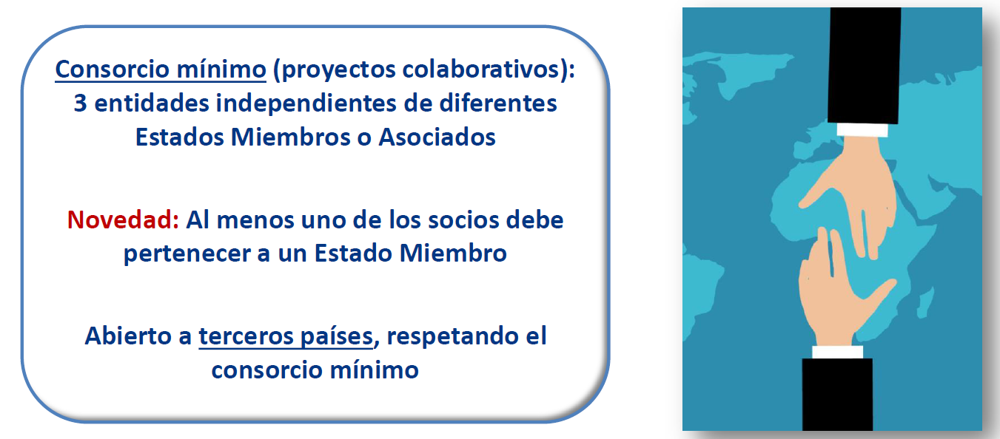 Consorcio mínimo (proyectos colaborativos):
3 entidades independientes de diferentes
Estados Miembros o Asociados
Novedad: Al menos uno de los socios debe
pertenecer a un Estado Miembro
Abierto a terceros países, respetando el
consorcio mínimo